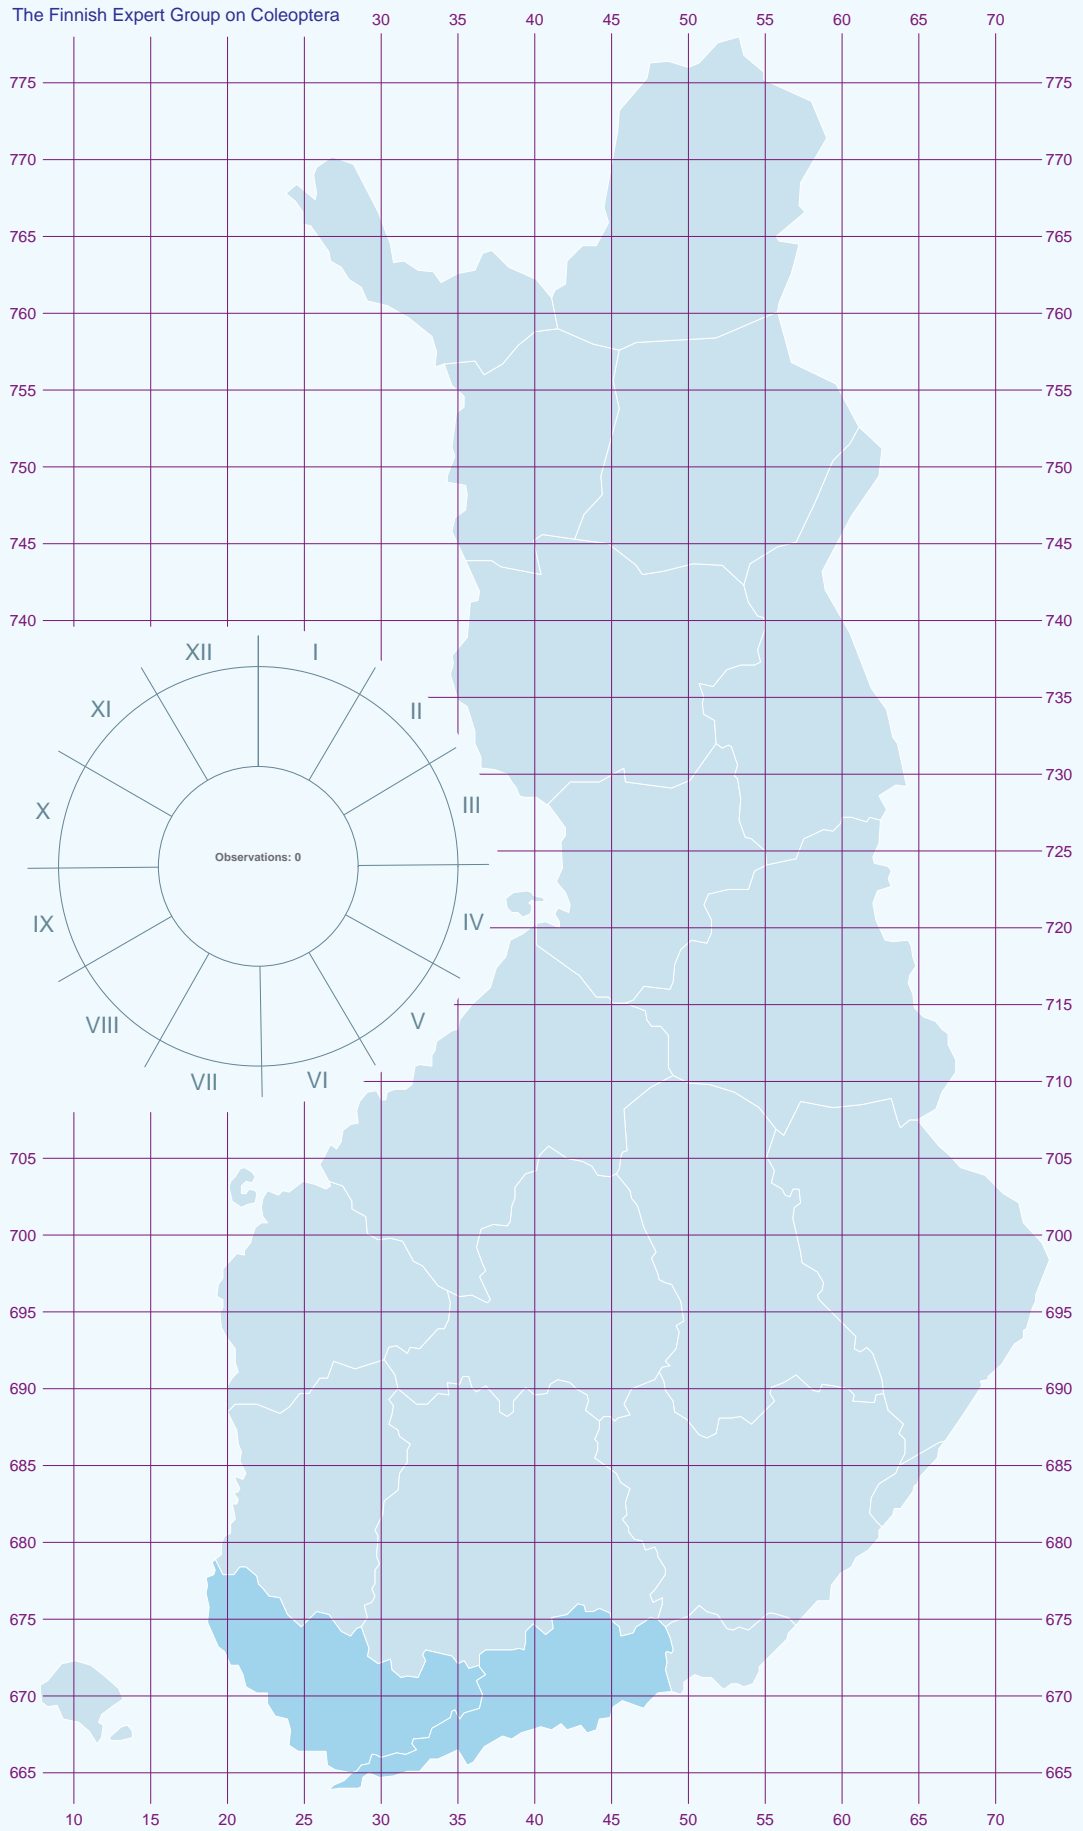 The Finnish Expert Group on Coleoptera
30 35 40 45 50 55 60 65 70
775 775
770 770
765 765
760 760
755 755
750 750
745 745
740 740
XII I
XI II
735
730
X III
Observations: 0
725
IX IV
720
715
VIII V
VII VI
710
705 705
700 700
695 695
690 690
685 685
680 680
675 675
670 670
665 665
10 15 20 25 30 35 40 45 50 55 60 65 70